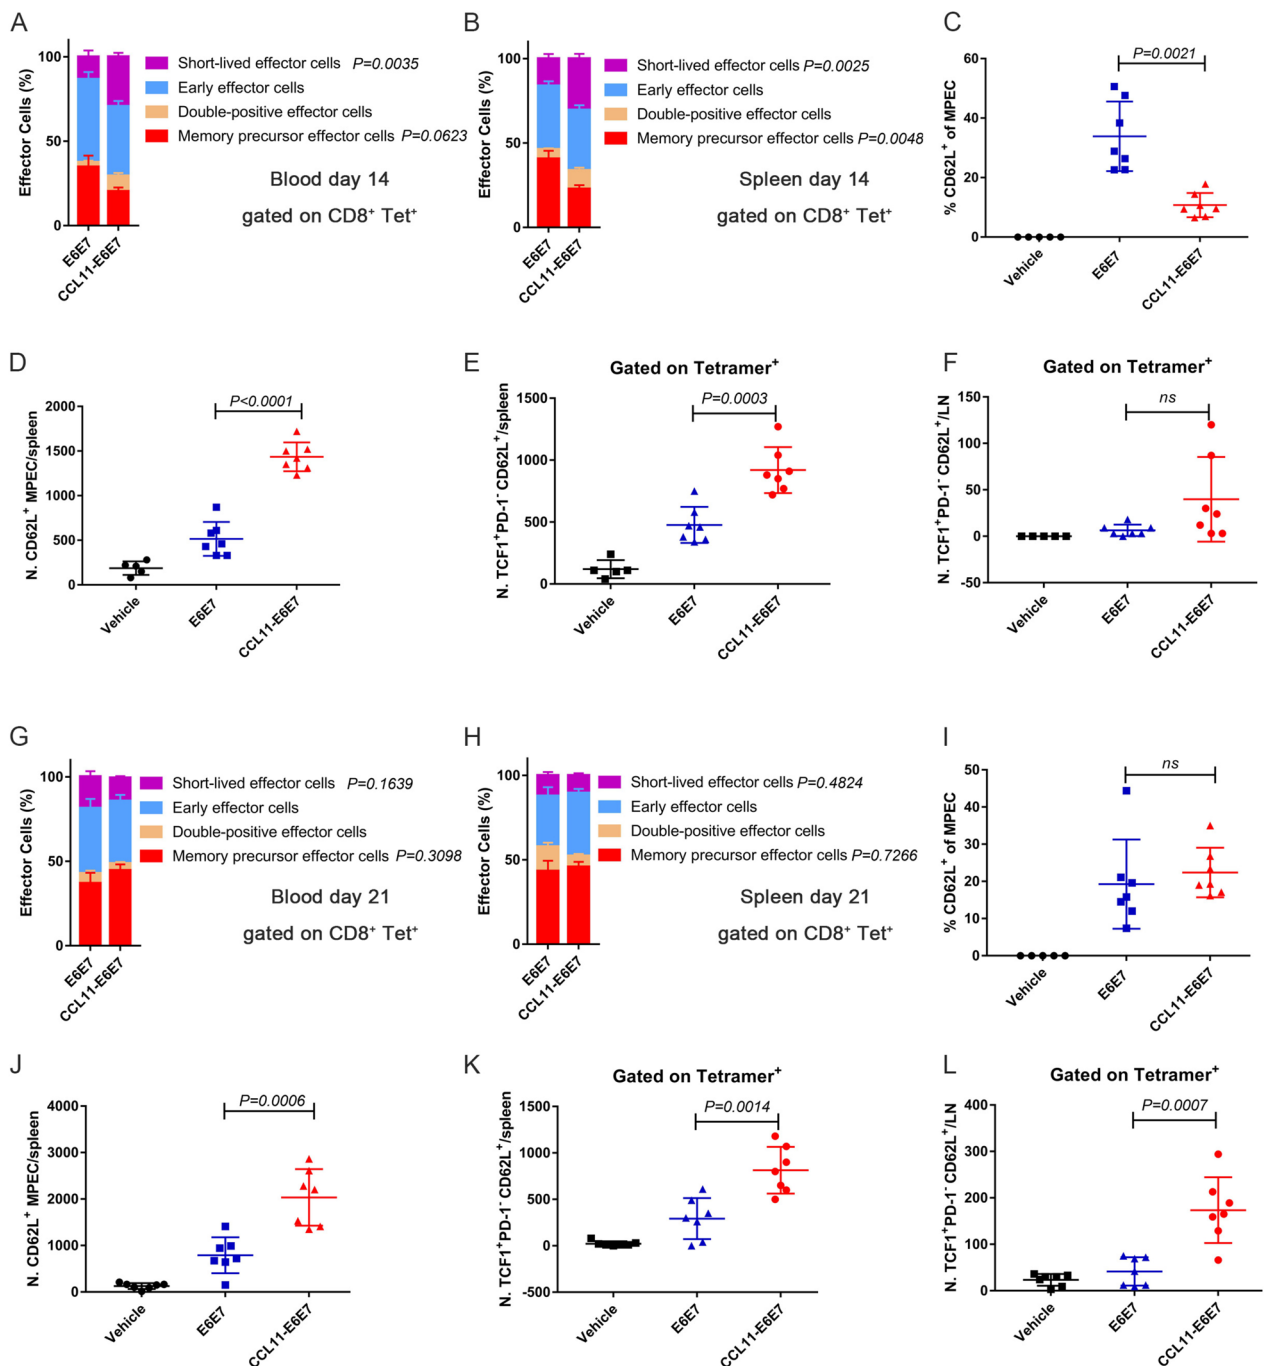 A
Effector Cells (%)
100
50
0
E6E7
CCL11-E6E7
Short-lived effector cells P=0.0035
Early effector cells
Double-positive effector cells
Memory precursor effector cells P=0.0623
Blood day 14
gated on CD8⁺ Tet⁺
B
Effector Cells (%)
100
50
0
E6E7
CCL11-E6E7
Short-lived effector cells P=0.0025
Early effector cells
Double-positive effector cells
Memory precursor effector cells P=0.0048
Spleen day 14
gated on CD8⁺ Tet⁺
C
% CD62L⁺ of MPEC
60
40
20
0
P=0.0021
Vehicle
E6E7
CCL11-E6E7
D
N. CD62L⁺ MPEC/spleen
2000
1500
1000
500
0
P<0.0001
Vehicle
E6E7
CCL11-E6E7
E
Gated on Tetramer⁺
N. TCF1⁺PD-1⁻ CD62L⁺/spleen
1500
1000
500
0
P=0.0003
Vehicle
E6E7
CCL11-E6E7
F
Gated on Tetramer⁺
N. TCF1⁺PD-1⁻ CD62L⁺/LN
150
100
50
0
-50
ns
Vehicle
E6E7
CCL11-E6E7
G
Effector Cells (%)
100
50
0
E6E7
CCL11-E6E7
Short-lived effector cells P=0.1639
Early effector cells
Double-positive effector cells
Memory precursor effector cells P=0.3098
Blood day 21
gated on CD8⁺ Tet⁺
H
Effector Cells (%)
100
50
0
E6E7
CCL11-E6E7
Short-lived effector cells P=0.4824
Early effector cells
Double-positive effector cells
Memory precursor effector cells P=0.7266
Spleen day 21
gated on CD8⁺ Tet⁺
I
% CD62L⁺ of MPEC
50
40
30
20
10
0
ns
Vehicle
E6E7
CCL11-E6E7
J
N. CD62L⁺ MPEC/spleen
4000
3000
2000
1000
0
P=0.0006
Vehicle
E6E7
CCL11-E6E7
K
Gated on Tetramer⁺
N. TCF1⁺PD-1⁻ CD62L⁺/spleen
1500
1000
500
0
-500
P=0.0014
Vehicle
E6E7
CCL11-E6E7
L
Gated on Tetramer⁺
N. TCF1⁺PD-1⁻ CD62L⁺/LN
400
300
200
100
0
P=0.0007
Vehicle
E6E7
CCL11-E6E7